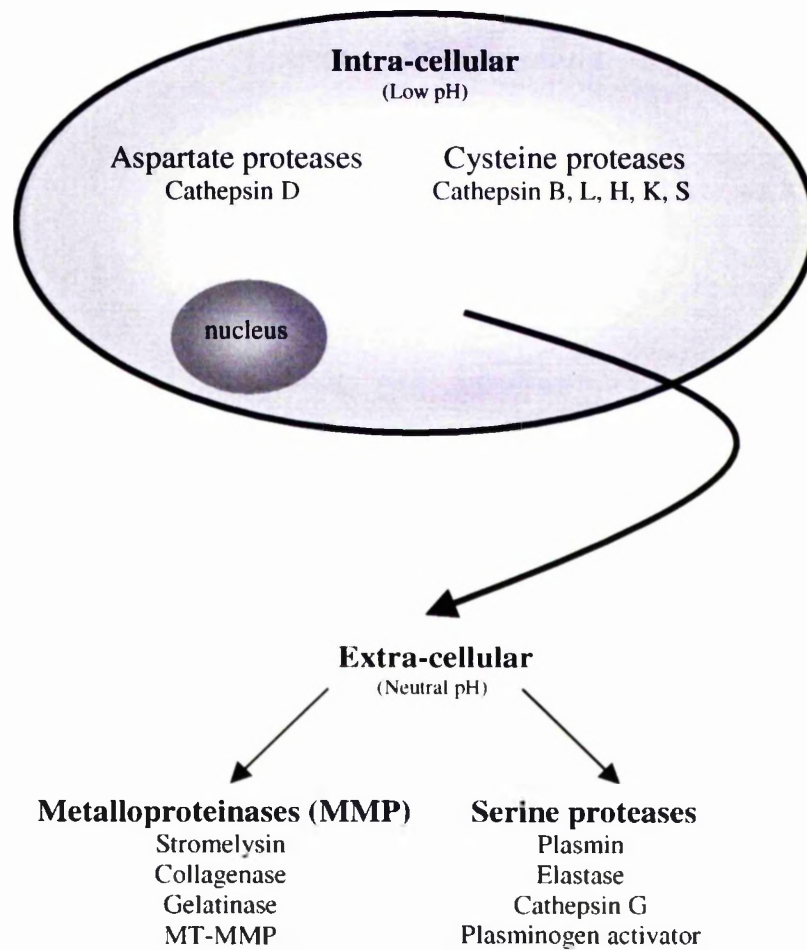 Intra-cellular
(Low pH)
Aspartate proteases
Cathepsin D
Cysteine proteases
Cathepsin B, L, H, K, S
nucleus
Extra-cellular
(Neutral pH)
Metalloproteinases (MMP)
Stromelysin
Collagenase
Gelatinase
MT-MMP
Serine proteases
Plasmin
Elastase
Cathepsin G
Plasminogen activator